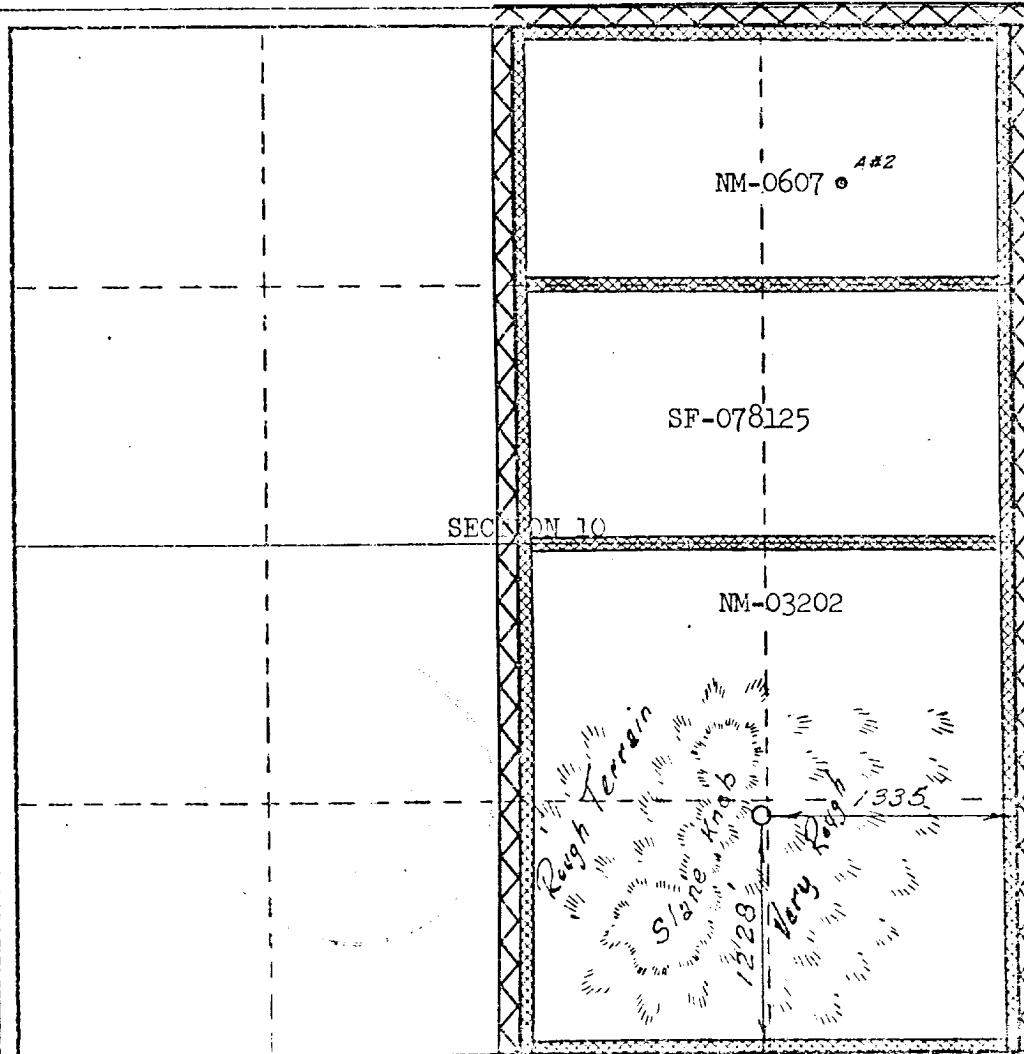 A#2
NM-0607
SF-078125
SECTION 10
NM-03202
Rough Terrain
Slane Knob
Very Rough
1335'
1228'